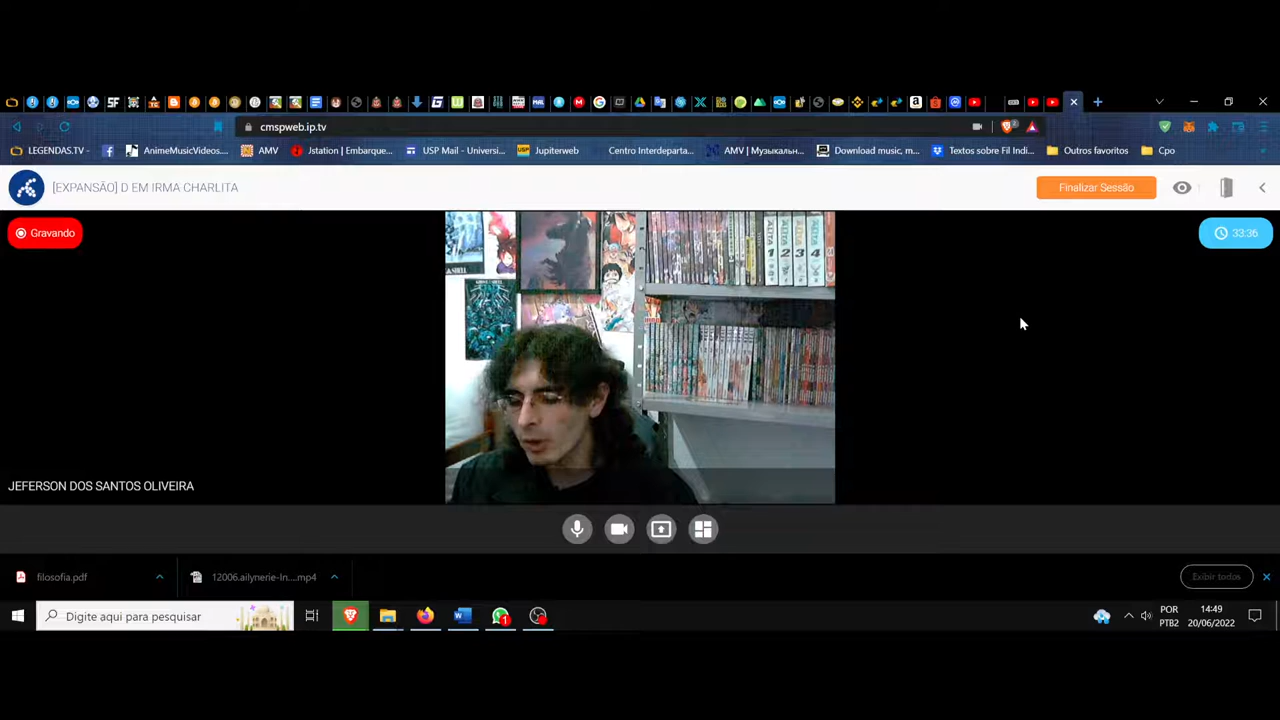 cmspweb.ip.tv
LEGENDAS.TV
AnimeMusicVideos...
AMV
Jstation | Embarque...
USP Mail - Universi...
Jupiterweb
Centro Interdeparta...
AMV | Музыкальн...
Download music, m...
Textos sobre Fil Indi...
Outros favoritos
Cpo
[EXPANSÃO] D EM IRMA CHARLITA
Finalizar Sessão
Gravando
33:36
JEFERSON DOS SANTOS OLIVEIRA
filosofia.pdf
12006.ailynerie-In....mp4
Exibir todos
Digite aqui para pesquisar
POR
PTB2
14:49
20/06/2022